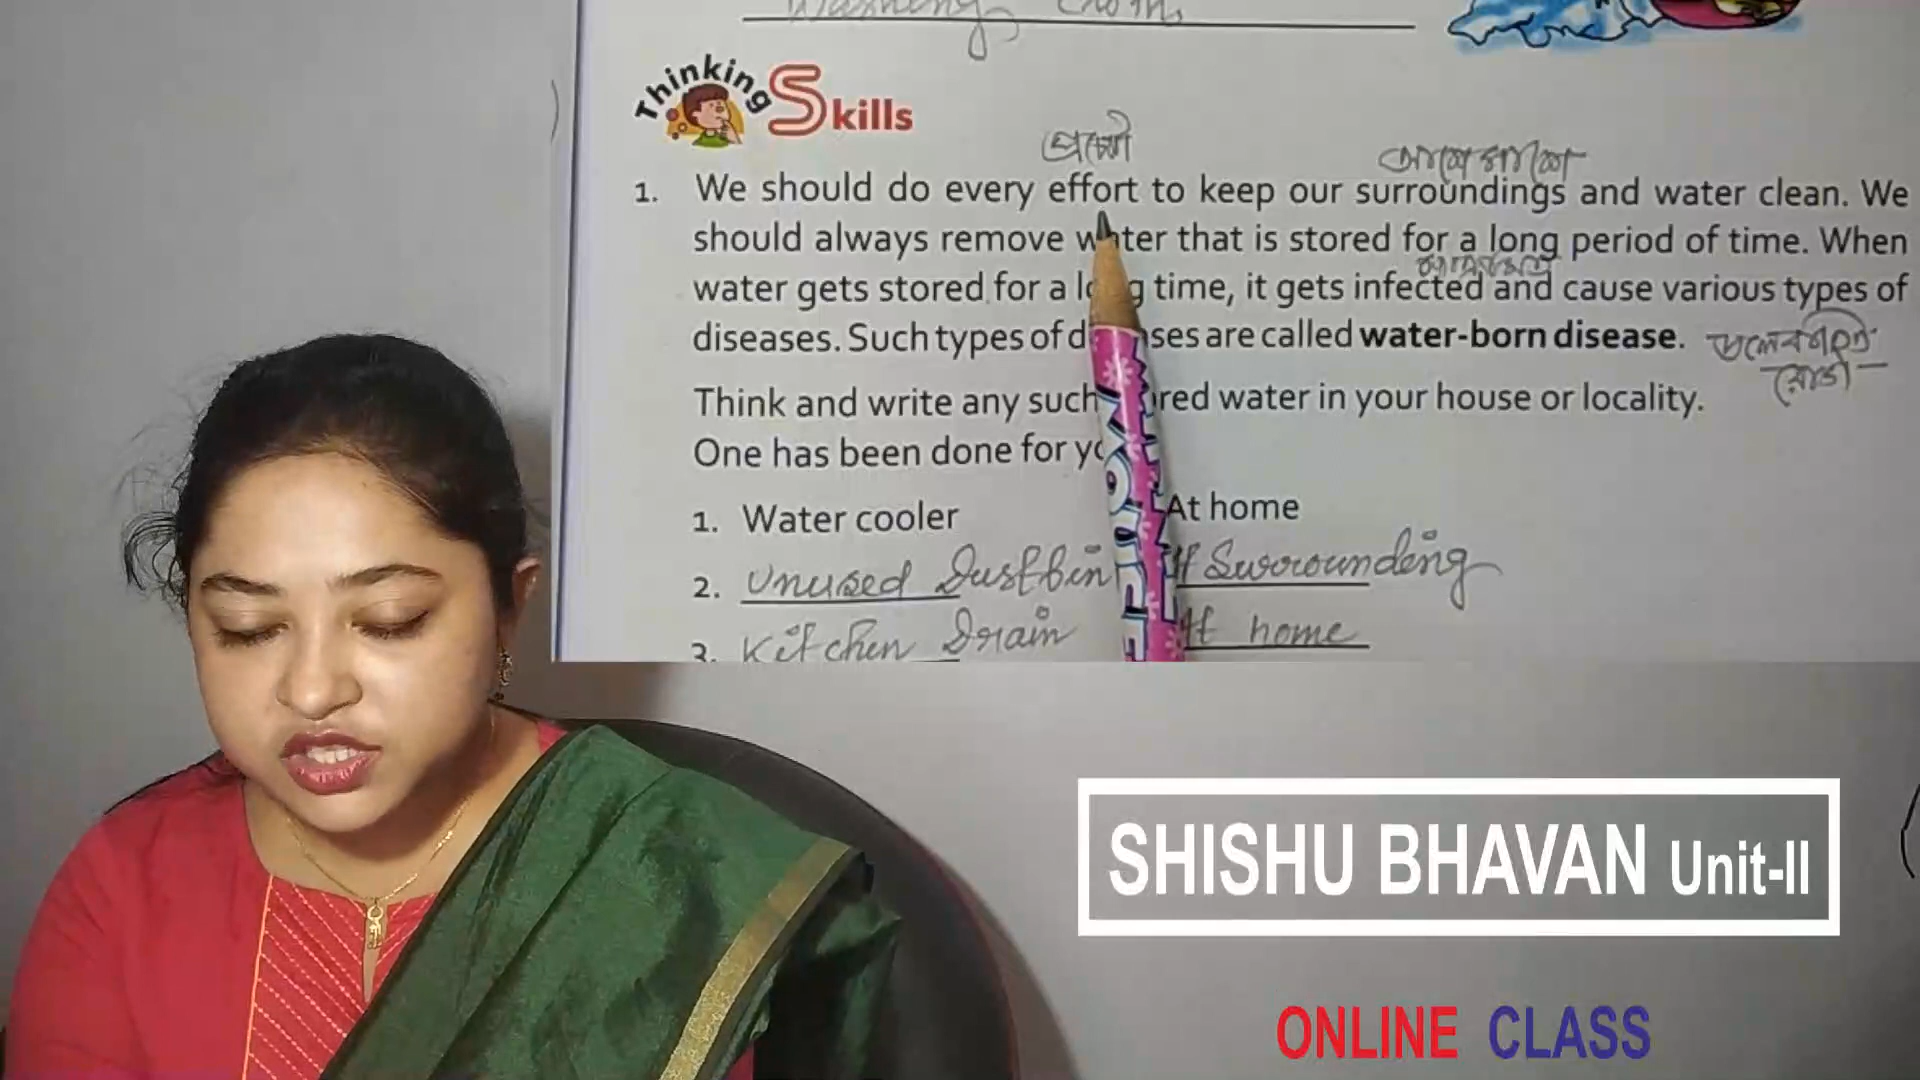 Washing Cloth.
Thinking Skills
প্রচেষ্টা
1. We should do every effort to keep our surroundings and water clean. We
should always remove water that is stored for a long period of time. When
water gets stored for a long time, it gets infected and cause various types of
diseases. Such types of diseases are called water-born disease.
Think and write any such stored water in your house or locality.
One has been done for you
1. Water cooler At home
2. Unused Dustbin At Surrounding
3. Kitchen Drain At home
SHISHU BHAVAN Unit-II
ONLINE CLASS